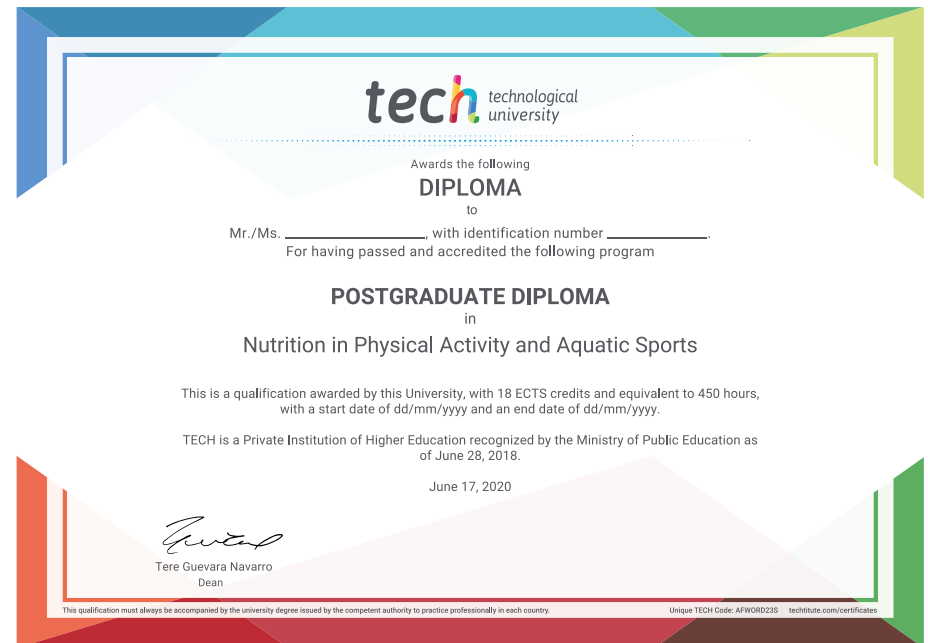 tech technological
university
Awards the following
DIPLOMA
to
Mr./Ms. ____________, with identification number ____________.
For having passed and accredited the following program
POSTGRADUATE DIPLOMA
in
Nutrition in Physical Activity and Aquatic Sports
This is a qualification awarded by this University, with 18 ECTS credits and equivalent to 450 hours,
with a start date of dd/mm/yyyy and an end date of dd/mm/yyyy.
TECH is a Private Institution of Higher Education recognized by the Ministry of Public Education as
of June 28, 2018.
June 17, 2020
Tere Guevara Navarro
Dean
This qualification must always be accompanied by the university degree issued by the competent authority to practice professionally in each country.
Unique TECH Code: AFWORD23S techtitute.com/certificates